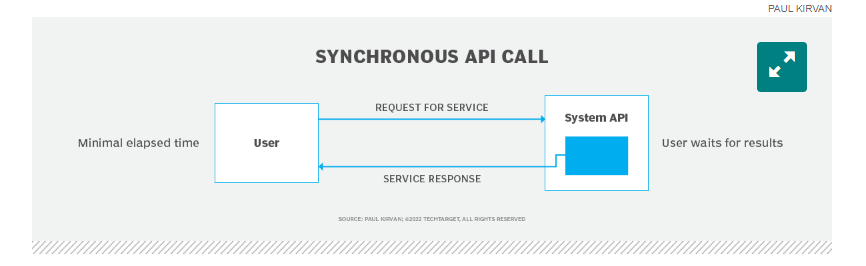 PAUL KIRVAN
SYNCHRONOUS API CALL
REQUEST FOR SERVICE
System API
Minimal elapsed time
User
User waits for results
SERVICE RESPONSE
SOURCE: PAUL KIRVAN; ©2022 TECHTARGET, ALL RIGHTS RESERVED